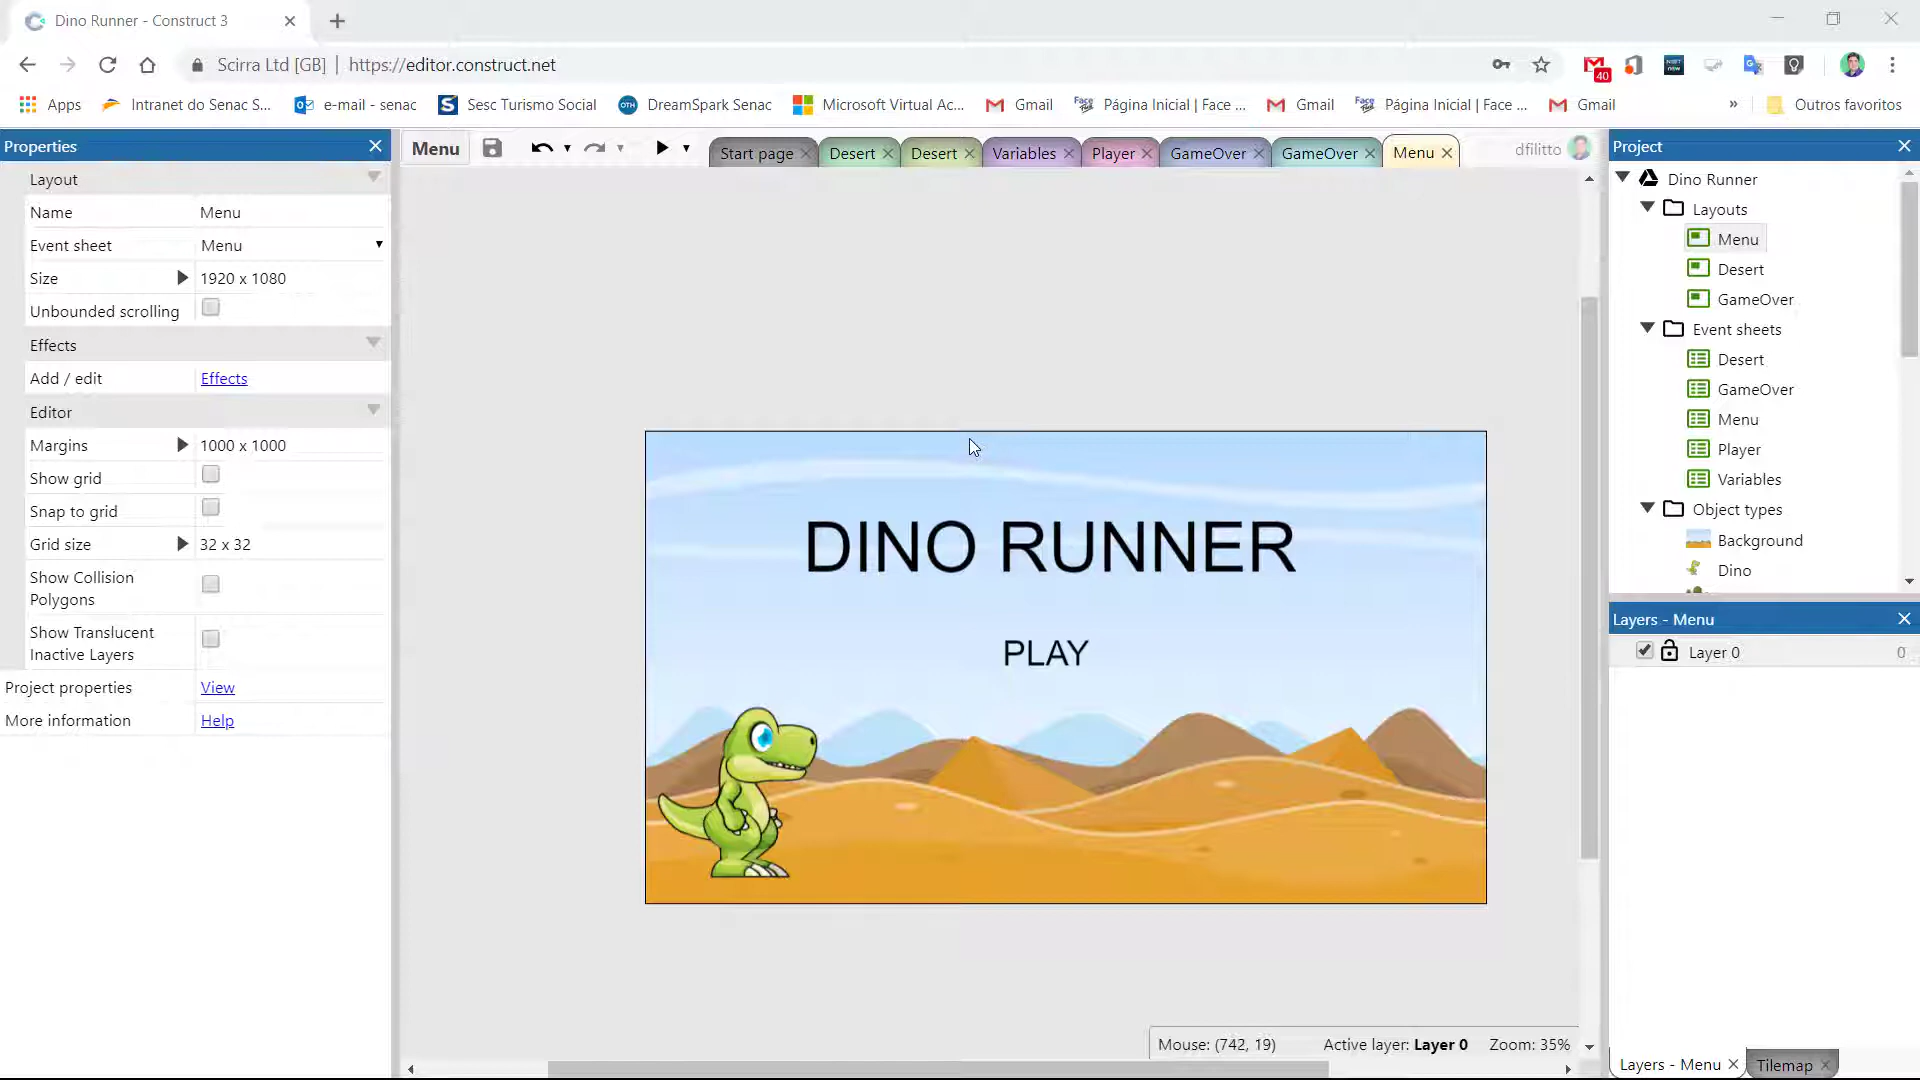 Dino Runner - Construct 3
Scirra Ltd [GB] | https://editor.construct.net
40
Apps
Intranet do Senac S...
e-mail - senac
Sesc Turismo Social
DreamSpark Senac
Microsoft Virtual Ac...
Gmail
Página Inicial | Face ...
Gmail
Página Inicial | Face ...
Gmail
»
Outros favoritos
Properties
Menu
Start page
Desert
Desert
Variables
Player
GameOver
GameOver
Menu
dfilitto
Project
Layout
Name Menu
Event sheet Menu
Size 1920 x 1080
Unbounded scrolling
Effects
Add / edit Effects
Editor
Margins 1000 x 1000
Show grid
Snap to grid
Grid size 32 x 32
Show Collision
Polygons
Show Translucent
Inactive Layers
Project properties View
More information Help
DINO RUNNER
PLAY
Mouse: (742, 19) Active layer: Layer 0 Zoom: 35%
Dino Runner
Layouts
Menu
Desert
GameOver
Event sheets
Desert
GameOver
Menu
Player
Variables
Object types
Background
Dino
Layers - Menu
Layer 0 0
Layers - Menu
Tilemap